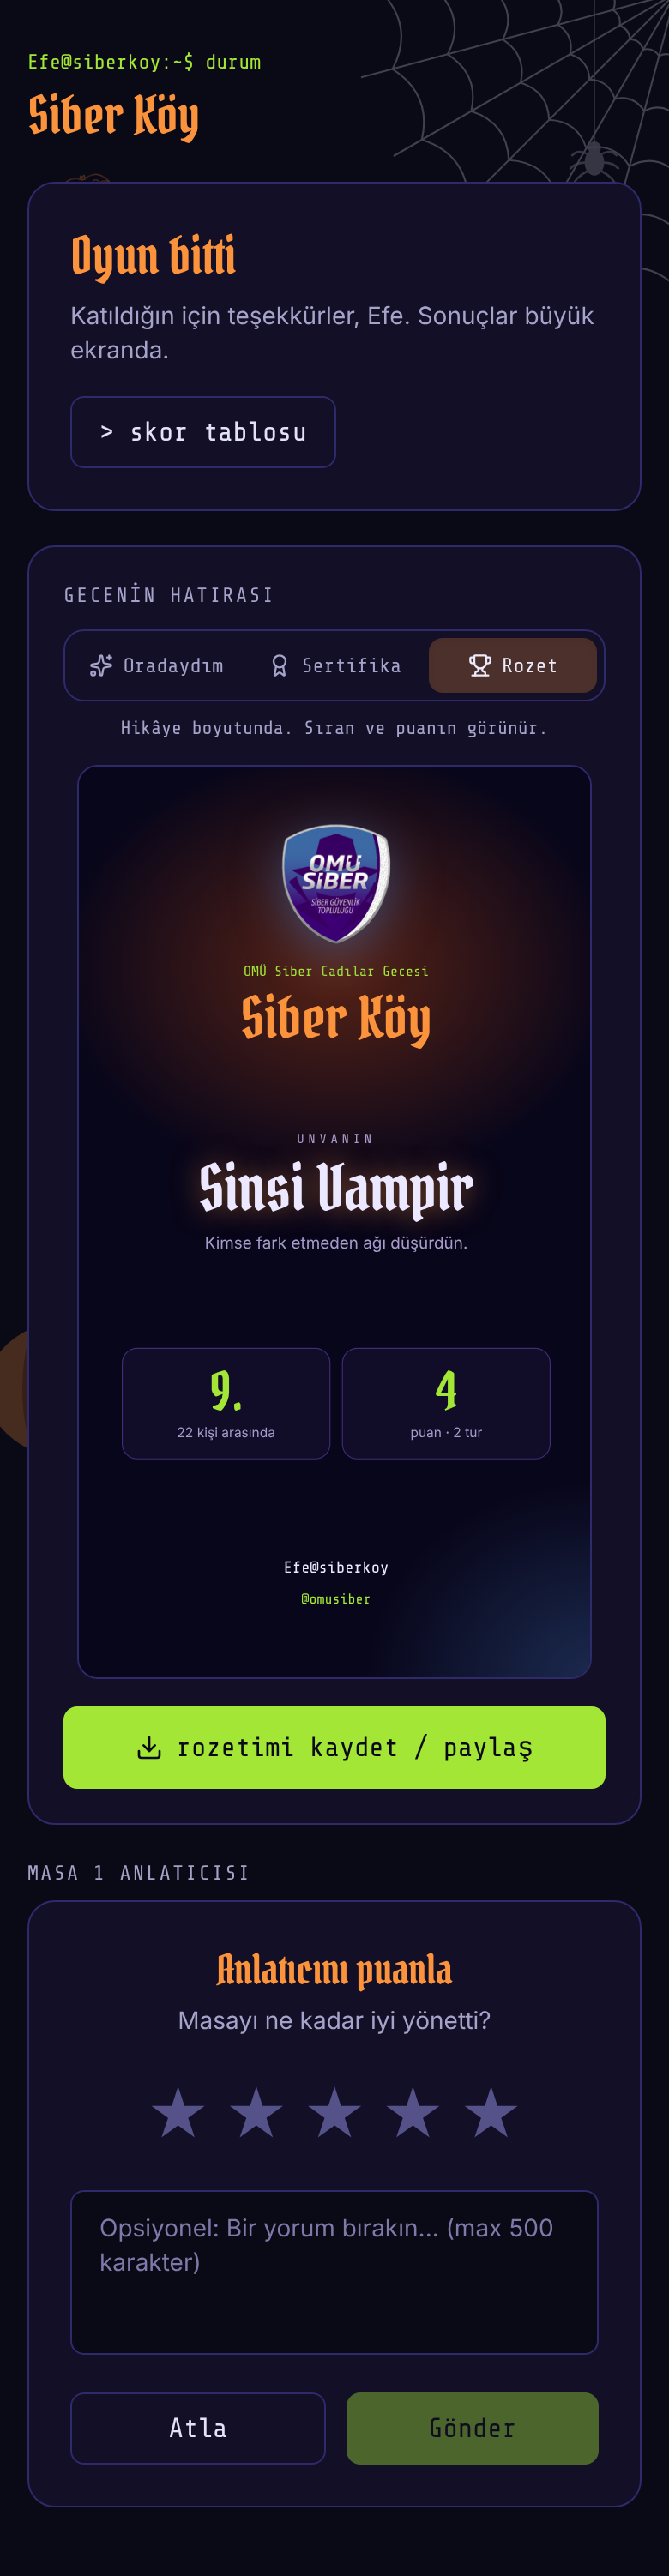 Efe@siberkoy:~$ durum
Siber Köy
Oyun bitti
Katıldığın için teşekkürler, Efe. Sonuçlar büyük
ekranda.
> skor tablosu
GECENİN HATIRASI
Oradaydım
Sertifika
Rozet
Hikâye boyutunda. Sıran ve puanın görünür.
OMÜ
SİBER
SİBER GÜVENLİK
TOPLULUĞU
OMÜ Siber Cadılar Gecesi
Siber Köy
UNVANIN
Sinsi Vampir
Kimse fark etmeden ağı düşürdün.
9.
22 kişi arasında
4
puan · 2 tur
Efe@siberkoy
@omusiber
rozetimi kaydet / paylaş
MASA 1 ANLATICISI
Anlatıcını puanla
Masayı ne kadar iyi yönetti?
Opsiyonel: Bir yorum bırakın... (max 500
karakter)
Atla
Gönder